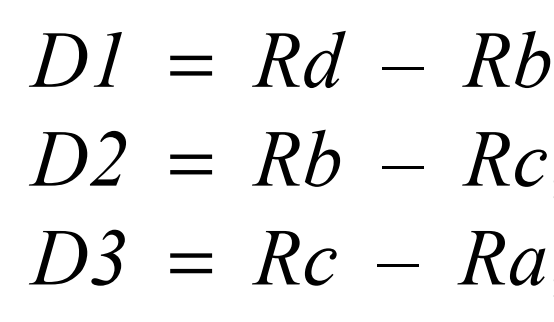 D1 = Rd – Rb
D2 = Rb – Rc
D3 = Rc – Ra